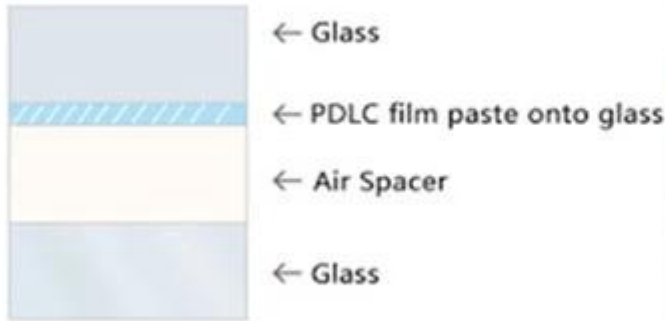 ← Glass
← PDLC film paste onto glass
← Air Spacer
← Glass